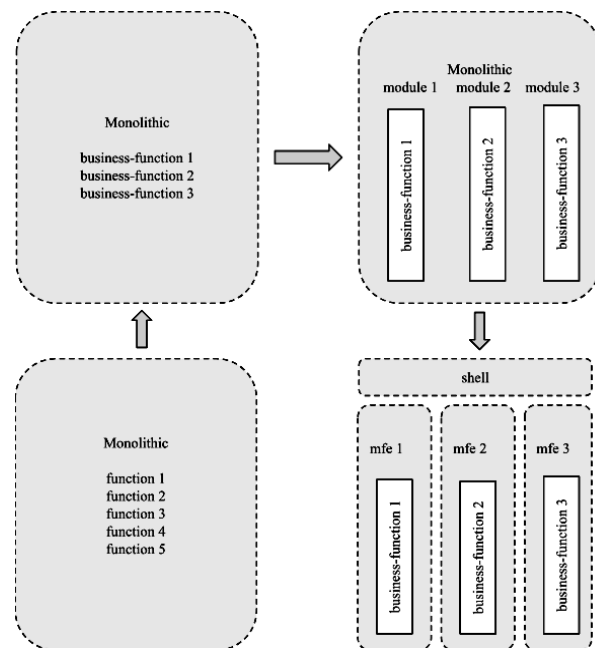 Monolithic
business-function 1
business-function 2
business-function 3
Monolithic
module 1 module 2 module 3
business-function 1
business-function 2
business-function 3
Monolithic
function 1
function 2
function 3
function 4
function 5
shell
mfe 1 mfe 2 mfe 3
business-function 1
business-function 2
business-function 3